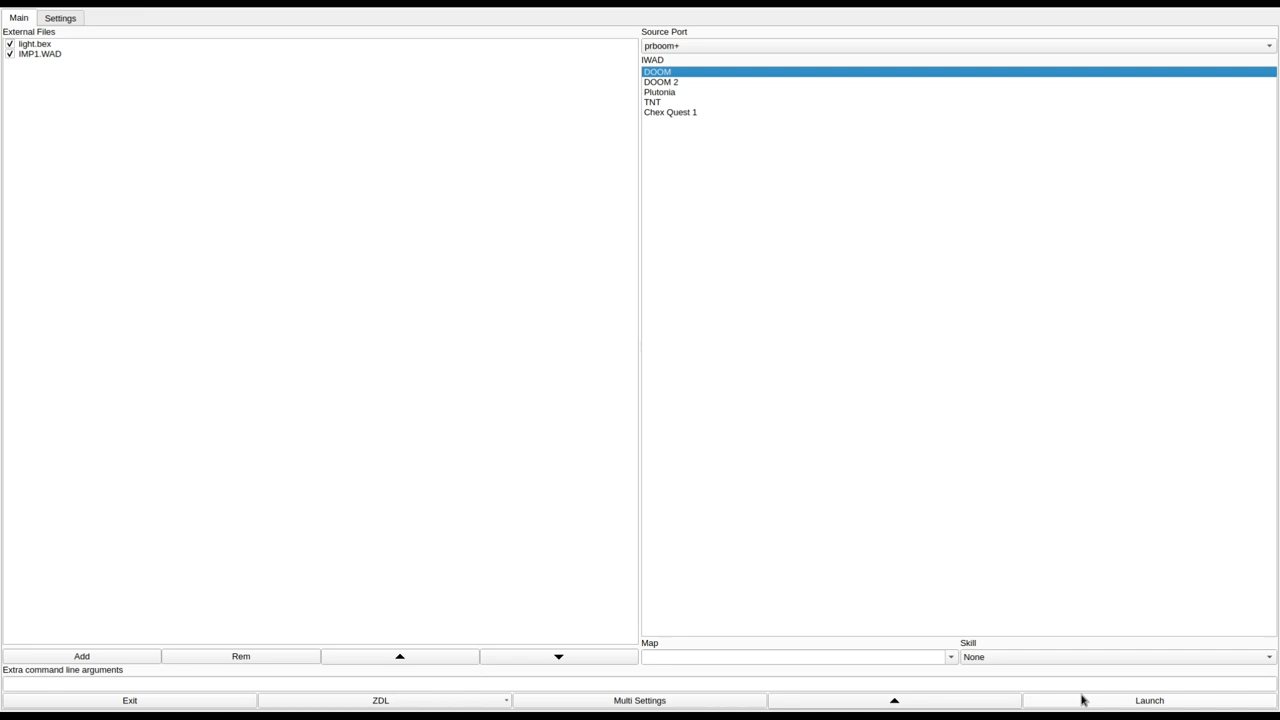 Main Settings
External Files
light.bex
IMP1.WAD
Source Port
prboom+
IWAD
DOOM
DOOM 2
Plutonia
TNT
Chex Quest 1
Map Skill
None
Add Rem
Extra command line arguments
Exit ZDL Multi Settings Launch